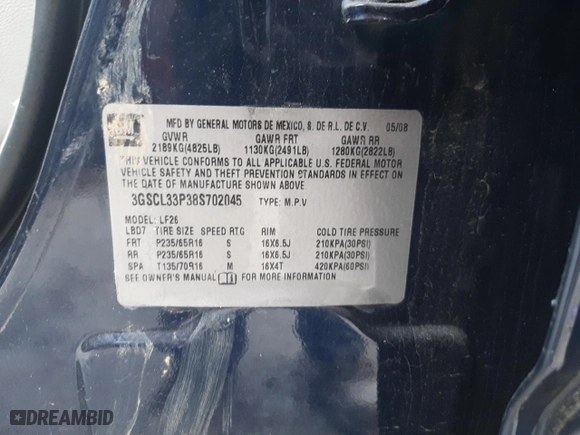 GM
MFD BY GENERAL MOTORS DE MEXICO, S. DE R.L. DE C.V. 05/08
GVWR GAWR FRT GAWR RR
2189KG(4825LB) 1130KG(2491LB) 1280KG(2822LB)
THIS VEHICLE CONFORMS TO ALL APPLICABLE U.S. FEDERAL MOTOR
VEHICLE SAFETY AND THEFT PREVENTION STANDARDS IN EFFECT ON
THE DATE OF MANUFACTURE SHOWN ABOVE
3GSCL33P38S702045 TYPE: M.P.V
MODEL: LF26
LBD7 TIRE SIZE SPEED RTG RIM COLD TIRE PRESSURE
FRT P235/65R16 S 16X6.5J 210KPA(30PSI)
RR P235/65R16 S 16X6.5J 210KPA(30PSI)
SPA T135/70R16 M 16X4T 420KPA(60PSI)
SEE OWNER'S MANUAL FOR MORE INFORMATION
DREAMBID